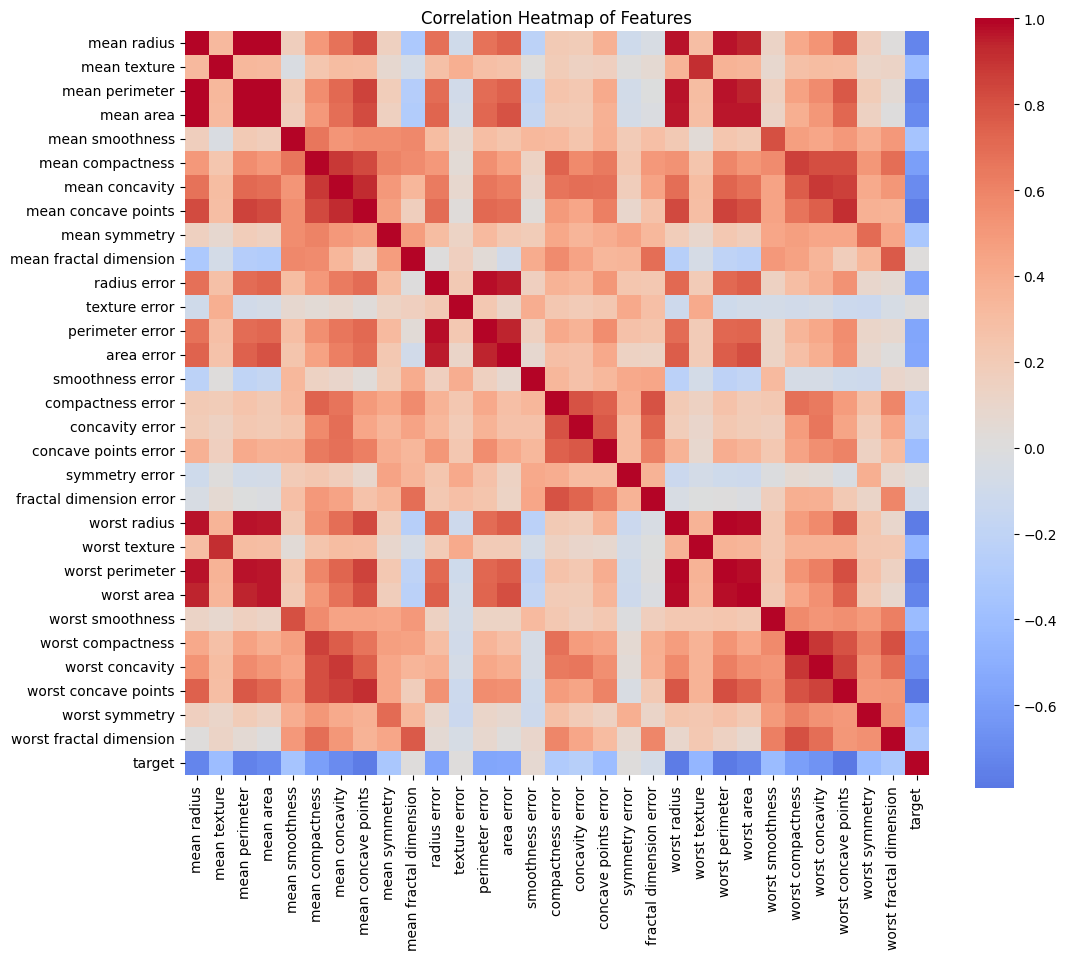 Correlation Heatmap of Features
mean radius
mean texture
mean perimeter
mean area
mean smoothness
mean compactness
mean concavity
mean concave points
mean symmetry
mean fractal dimension
radius error
texture error
perimeter error
area error
smoothness error
compactness error
concavity error
concave points error
symmetry error
fractal dimension error
worst radius
worst texture
worst perimeter
worst area
worst smoothness
worst compactness
worst concavity
worst concave points
worst symmetry
worst fractal dimension
target
mean radius
mean texture
mean perimeter
mean area
mean smoothness
mean compactness
mean concavity
mean concave points
mean symmetry
mean fractal dimension
radius error
texture error
perimeter error
area error
smoothness error
compactness error
concavity error
concave points error
symmetry error
fractal dimension error
worst radius
worst texture
worst perimeter
worst area
worst smoothness
worst compactness
worst concavity
worst concave points
worst symmetry
worst fractal dimension
target
1.0
0.8
0.6
0.4
0.2
0.0
−0.2
−0.4
−0.6